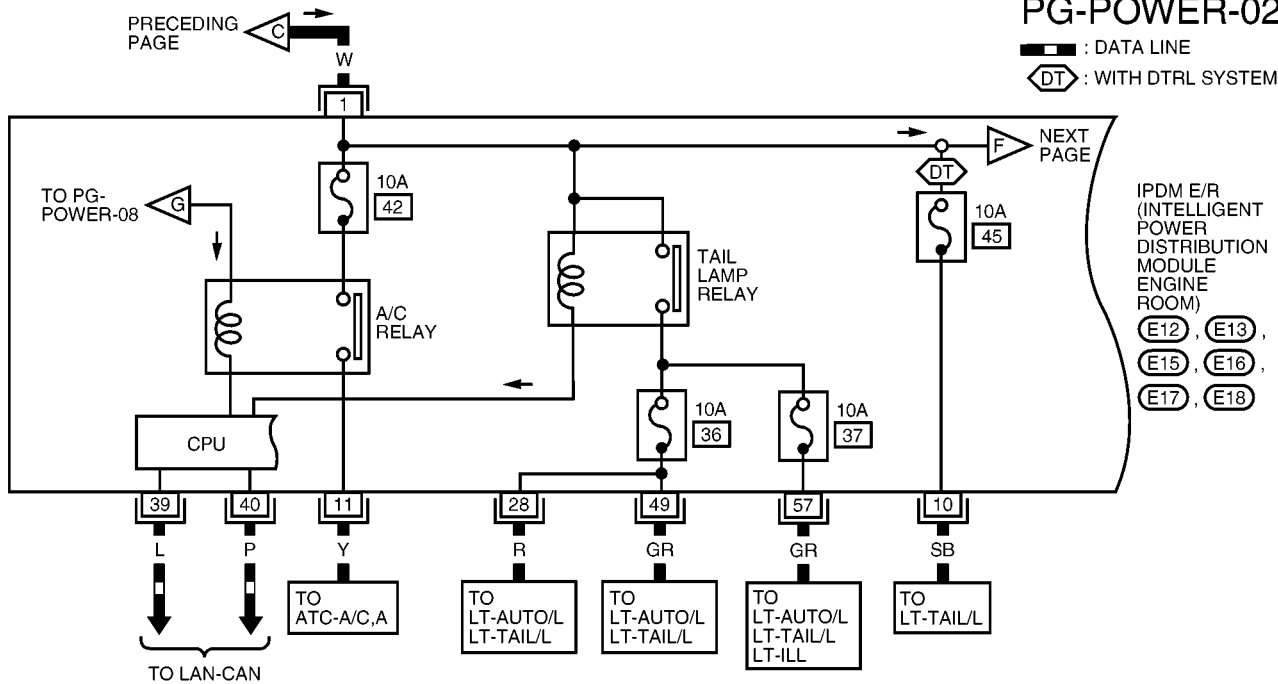 PG-POWER-02
: DATA LINE
DT : WITH DTRL SYSTEM
PRECEDING
PAGE
C
W
1
F
NEXT
PAGE
DT
TO PG-
POWER-08
G
10A
42
10A
45
TAIL
LAMP
RELAY
A/C
RELAY
IPDM E/R
(INTELLIGENT
POWER
DISTRIBUTION
MODULE
ENGINE
ROOM)
E12 , E13 ,
E15 , E16 ,
E17 , E18
10A
36
10A
37
CPU
39 40 11 28 49 57 10
L P Y R GR GR SB
TO
ATC-A/C,A
TO
LT-AUTO/L
LT-TAIL/L
TO
LT-AUTO/L
LT-TAIL/L
TO
LT-AUTO/L
LT-TAIL/L
LT-ILL
TO
LT-TAIL/L
TO LAN-CAN